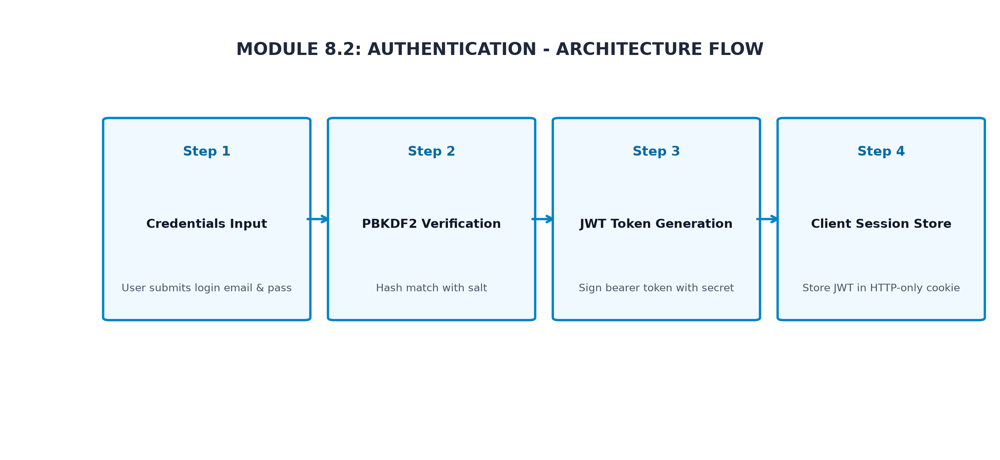 MODULE 8.2: AUTHENTICATION - ARCHITECTURE FLOW
Step 1
Credentials Input
User submits login email & pass
Step 2
PBKDF2 Verification
Hash match with salt
Step 3
JWT Token Generation
Sign bearer token with secret
Step 4
Client Session Store
Store JWT in HTTP-only cookie